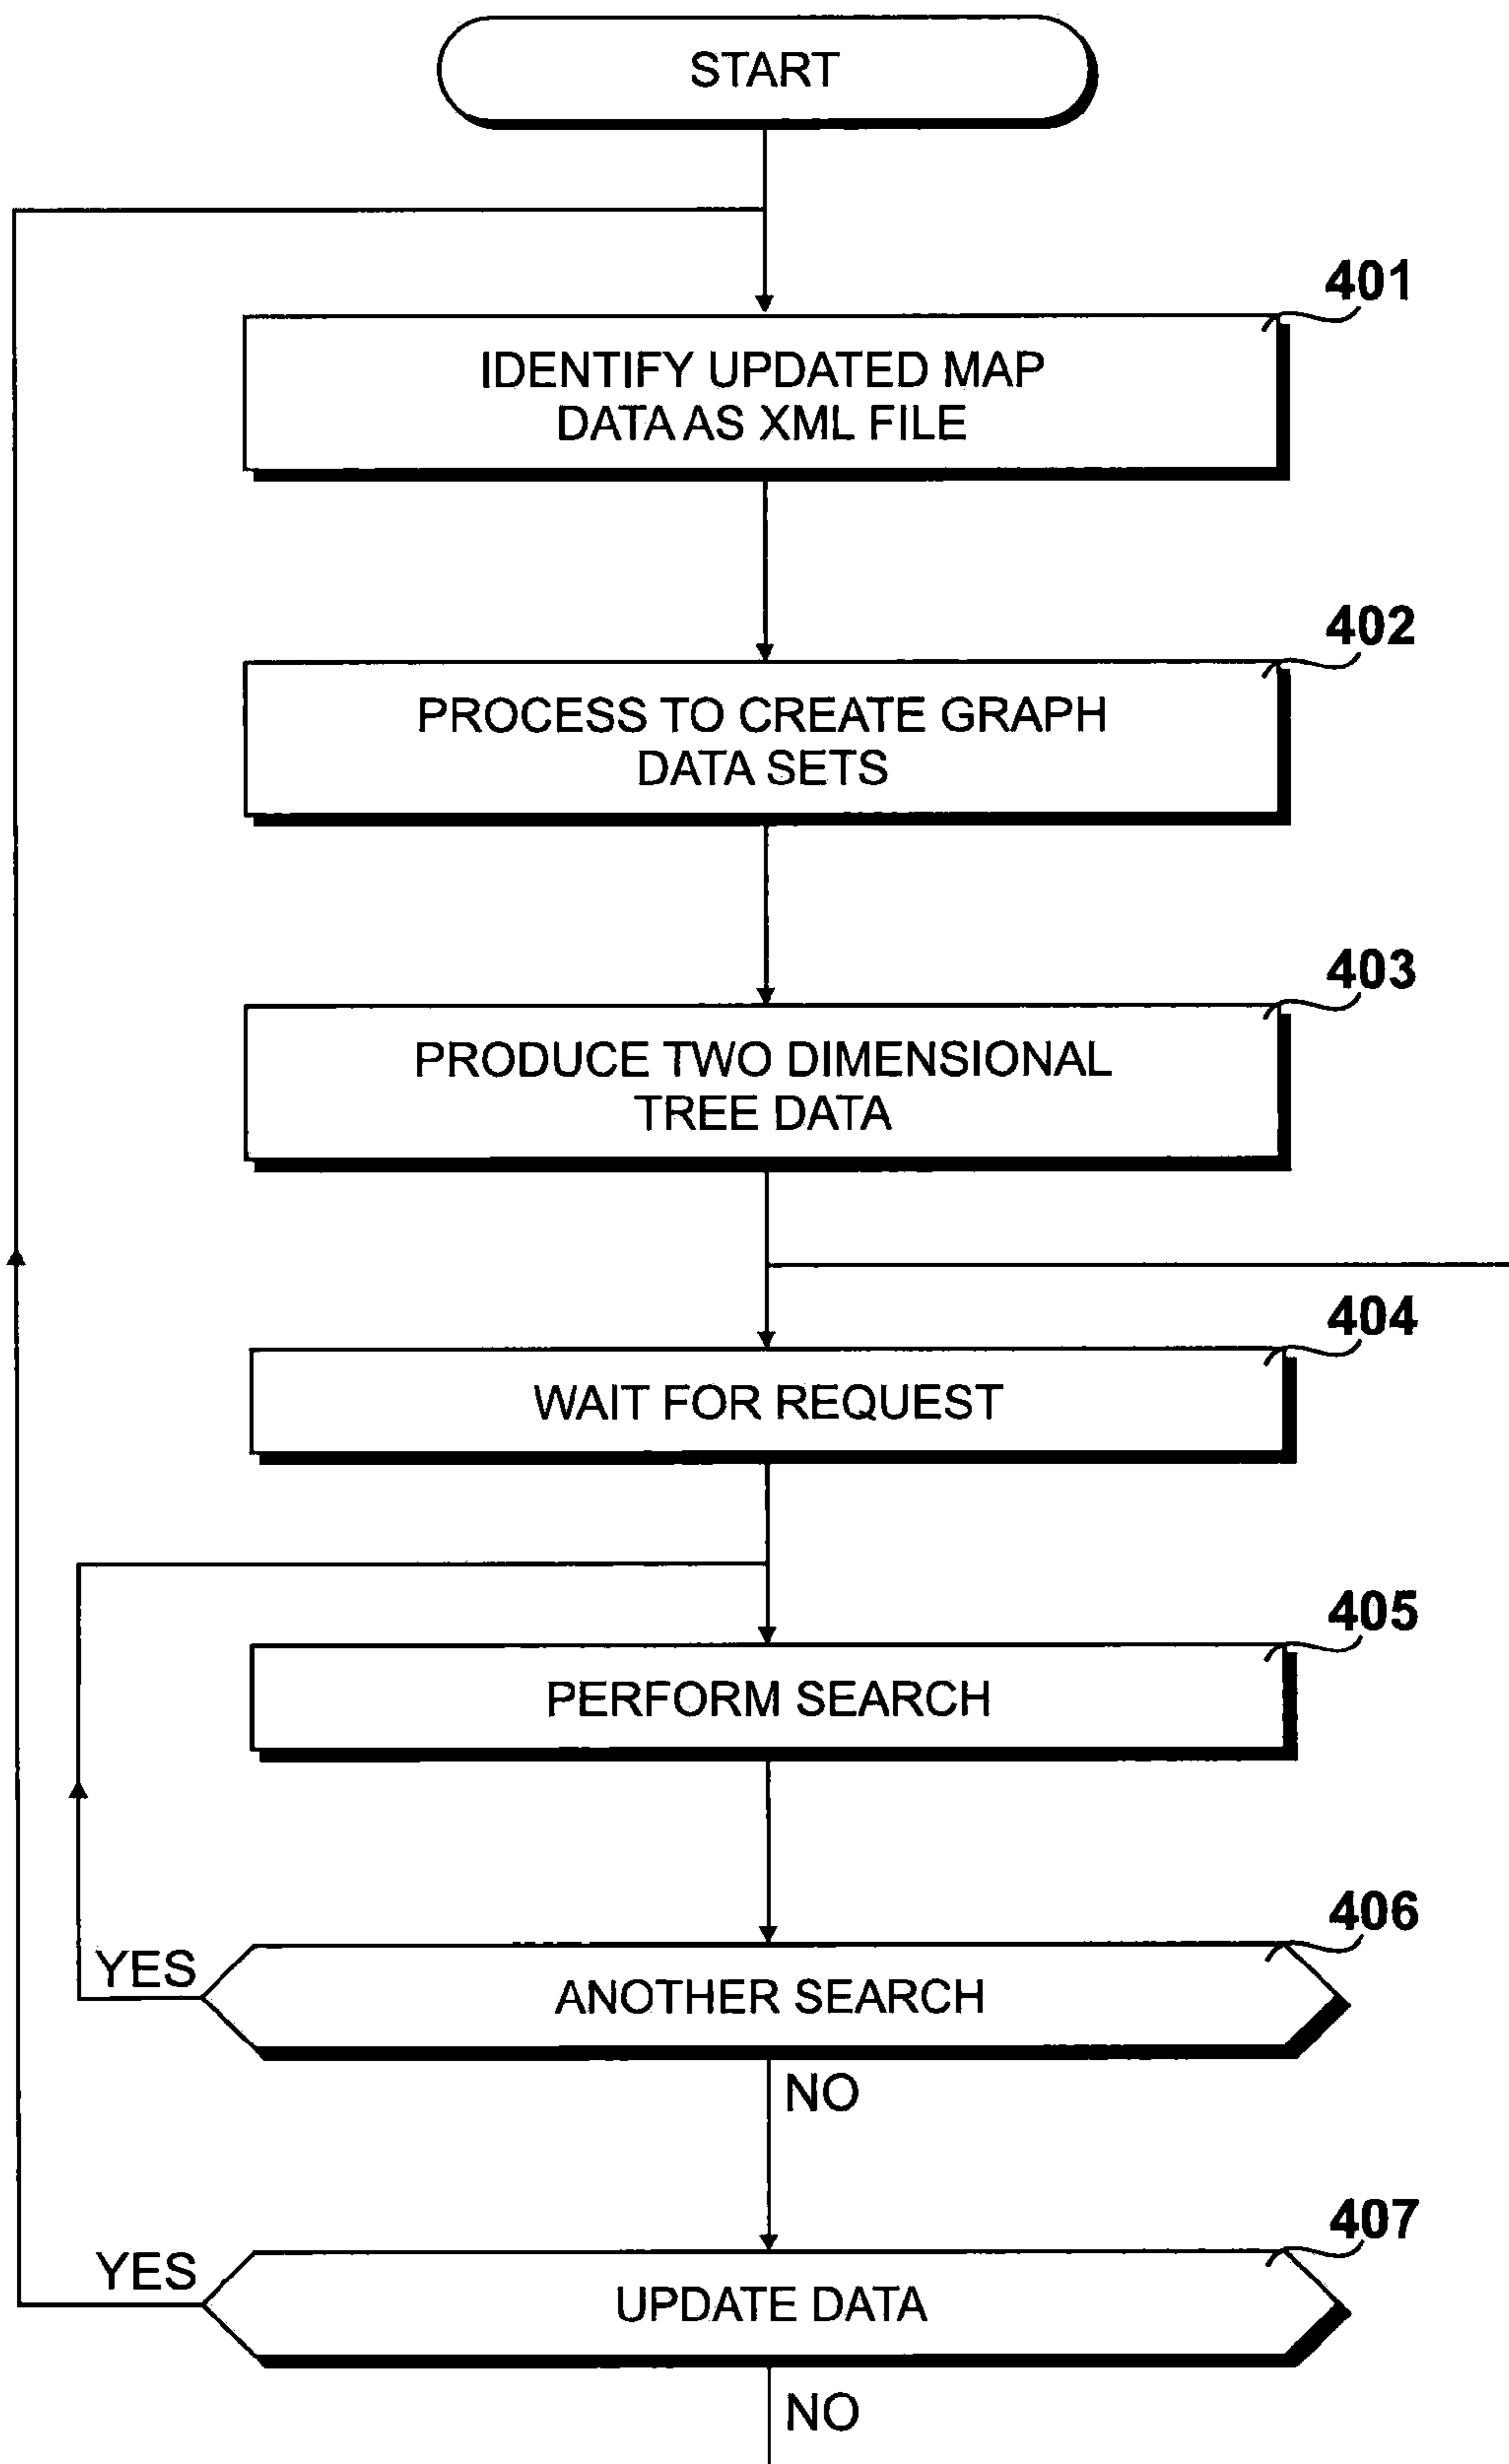 START
401
IDENTIFY UPDATED MAP
DATA AS XML FILE
402
PROCESS TO CREATE GRAPH
DATA SETS
403
PRODUCE TWO DIMENSIONAL
TREE DATA
404
WAIT FOR REQUEST
405
PERFORM SEARCH
406
YES
ANOTHER SEARCH
NO
407
YES
UPDATE DATA
NO